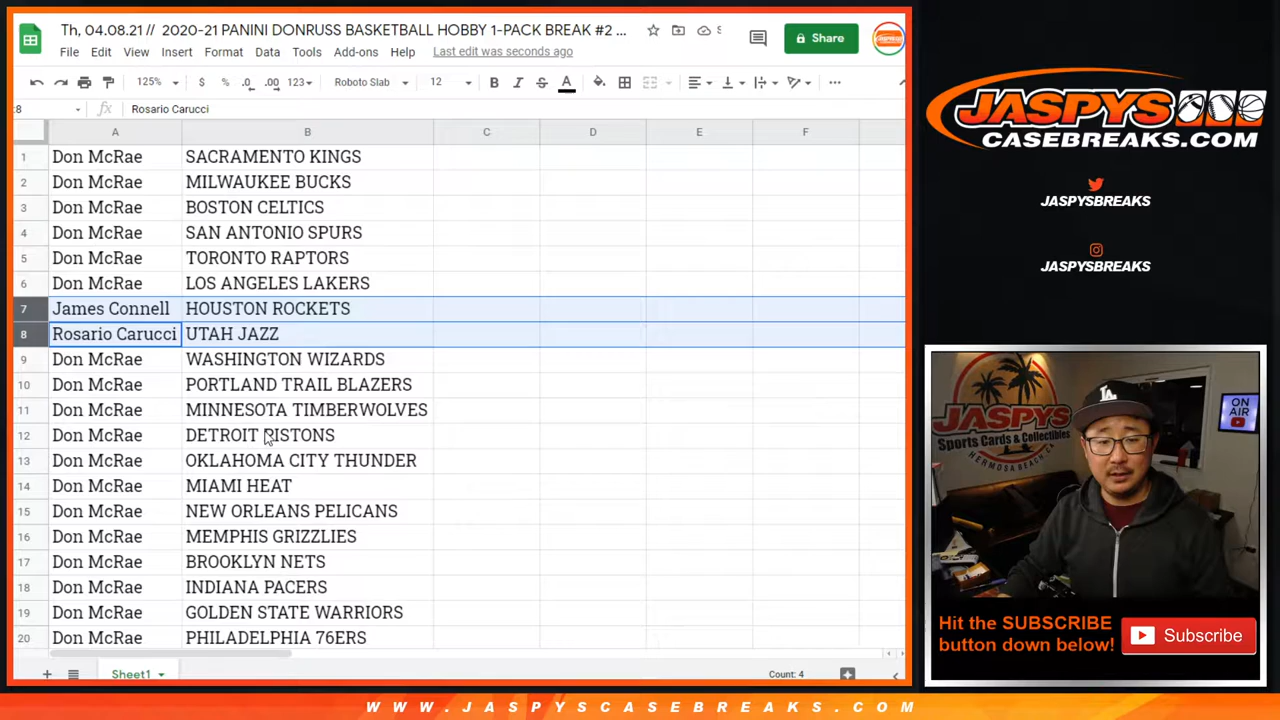 Th, 04.08.21 // 2020-21 PANINI DONRUSS BASKETBALL HOBBY 1-PACK BREAK #2 ...
File Edit View Insert Format Data Tools Add-ons Help Last edit was seconds ago
Share
125% $ % .0 .00 123 Roboto Slab 12 B I S A ...
:8 fx Rosario Carucci
A B C D E F
1 Don McRae SACRAMENTO KINGS
2 Don McRae MILWAUKEE BUCKS
3 Don McRae BOSTON CELTICS
4 Don McRae SAN ANTONIO SPURS
5 Don McRae TORONTO RAPTORS
6 Don McRae LOS ANGELES LAKERS
7 James Connell HOUSTON ROCKETS
8 Rosario Carucci UTAH JAZZ
9 Don McRae WASHINGTON WIZARDS
10 Don McRae PORTLAND TRAIL BLAZERS
11 Don McRae MINNESOTA TIMBERWOLVES
12 Don McRae DETROIT PISTONS
13 Don McRae OKLAHOMA CITY THUNDER
14 Don McRae MIAMI HEAT
15 Don McRae NEW ORLEANS PELICANS
16 Don McRae MEMPHIS GRIZZLIES
17 Don McRae BROOKLYN NETS
18 Don McRae INDIANA PACERS
19 Don McRae GOLDEN STATE WARRIORS
20 Don McRae PHILADELPHIA 76ERS
Sheet1 Count: 4
JASPYS
CASEBREAKS.COM
JASPYSBREAKS
JASPYSBREAKS
JASPYS
Sports Cards & Collectibles
HERMOSA BEACH, CA
LA
ON
AIR
Hit the SUBSCRIBE
button down below!
Subscribe
WWW.JASPYSCASEBREAKS.COM